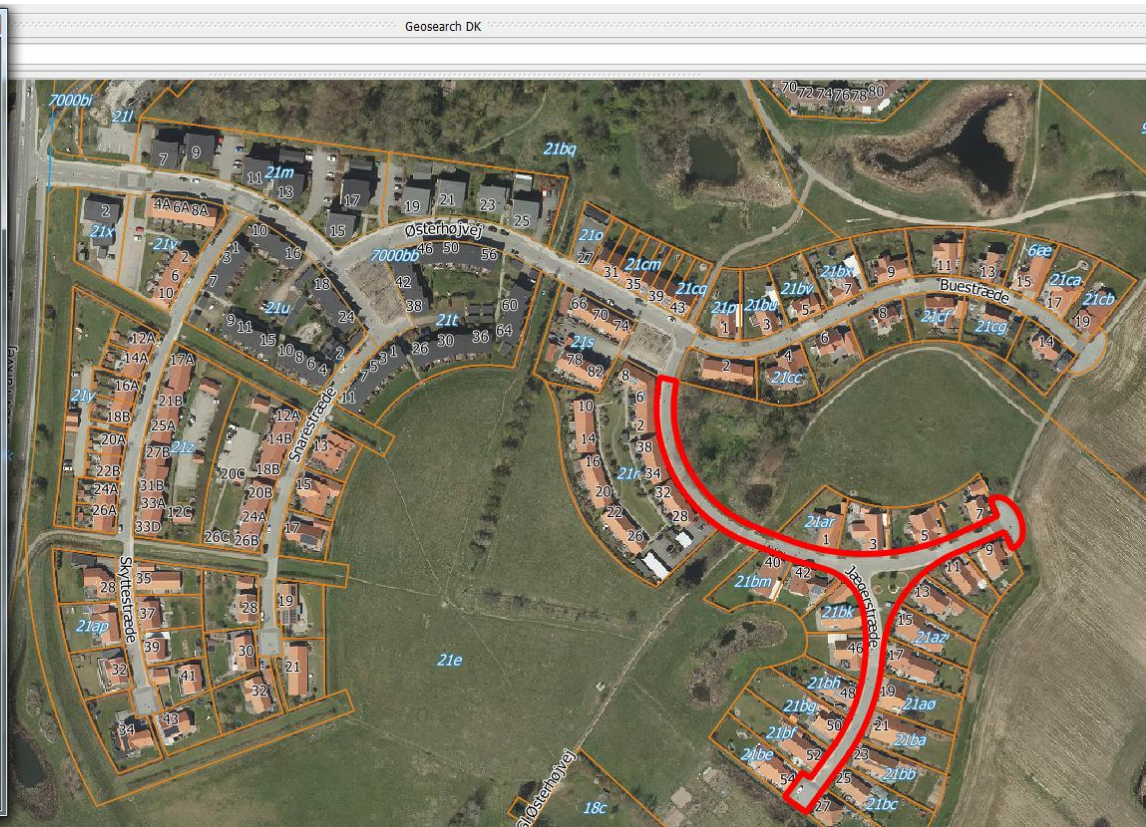 Geosearch DK
70 72 74 76 78 80
7000bi
21l
21bq
7
9
11
21m
13
17
15
19
21
23
25
2
21x
4A 6A 8A
21v
2
6
10
1
3
7
10
16
18
24
21u
9
11
15
10
8
6
4
2
Østerhøjvej
7000bb
46
50
56
42
38
21t
60
64
36
30
26
1
3
5
7
11
21o
27
31
21cm
35
39
21cq
43
66
70
74
21s
78
82
21p
1
21bu
3
21bv
5
21bx
7
9
11
13
6æ
15
17
21ca
21cb
19
Buestræde
2
4
21cc
6
8
21cf
21cg
14
12A
14A
16A
21y
18B
20A
22B
24A
26A
17A
21B
25A
27B
21z
31B
33A
33D
12C
Snarestræde
12A
14B
18B
20C
20B
24A
26C
26B
13
15
17
8
6
2
10
14
16
20
22
26
21r
38
34
32
28
Skyttestræde
28
35
21ap
37
39
32
41
34
43
28
19
30
21
32
21e
21ar
1
3
5
7
9
11
13
15
21az
17
40
42
21bm
21bk
46
Jægerstræde
21bh
48
19
21aø
21bg
50
21
21ba
21bf
52
23
21bb
21be
54
25
21bc
27
Gl Østerhøjvej
18c